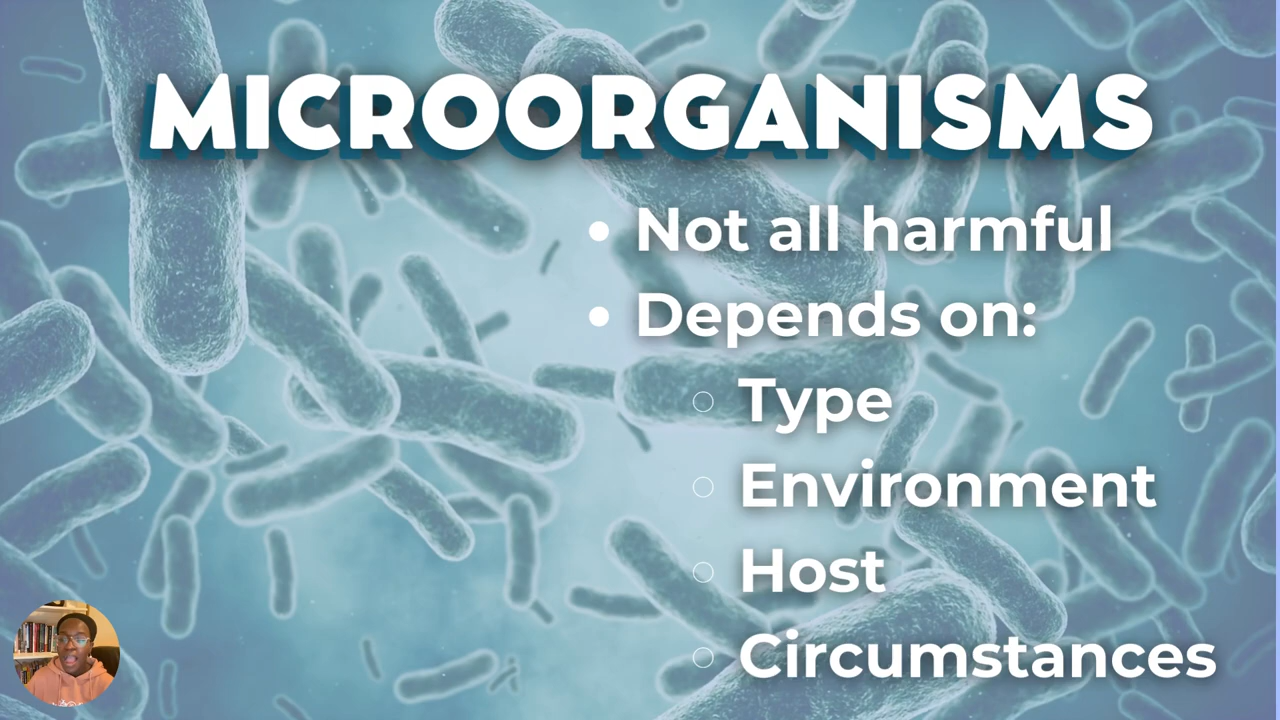 MICROORGANISMS
• Not all harmful
• Depends on:
○ Type
○ Environment
○ Host
○ Circumstances